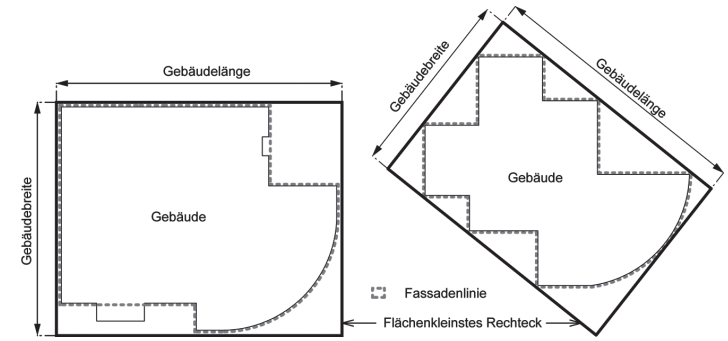 Gebäudelänge
Gebäudebreite
Gebäude
Gebäudebreite
Gebäudelänge
Gebäude
Fassadenlinie
Flächenkleinstes Rechteck